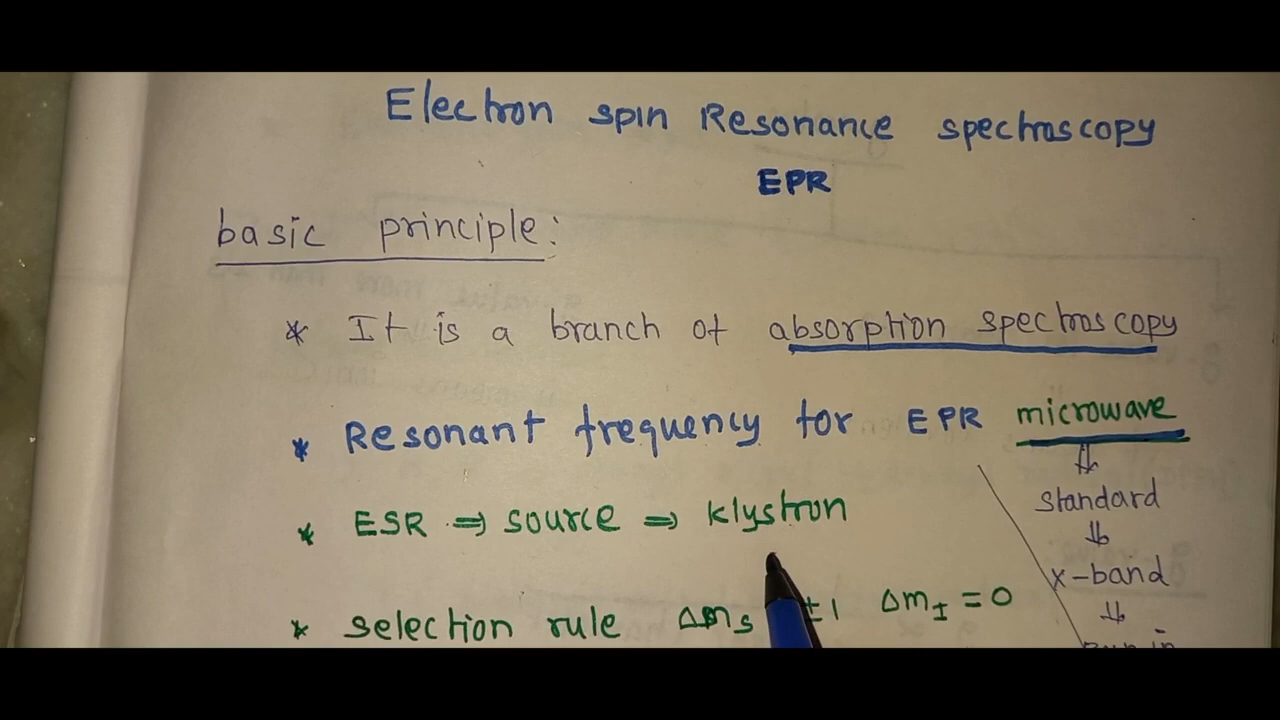 Electron spin Resonance spectroscopy
EPR
basic principle:
* It is a branch of absorption spectroscopy
* Resonant frequency for EPR microwave
⇓
standard
⇓
x-band
⇓
* ESR ⇒ source ⇒ klystron
* selection rule Δms ±1 ΔmI = 0